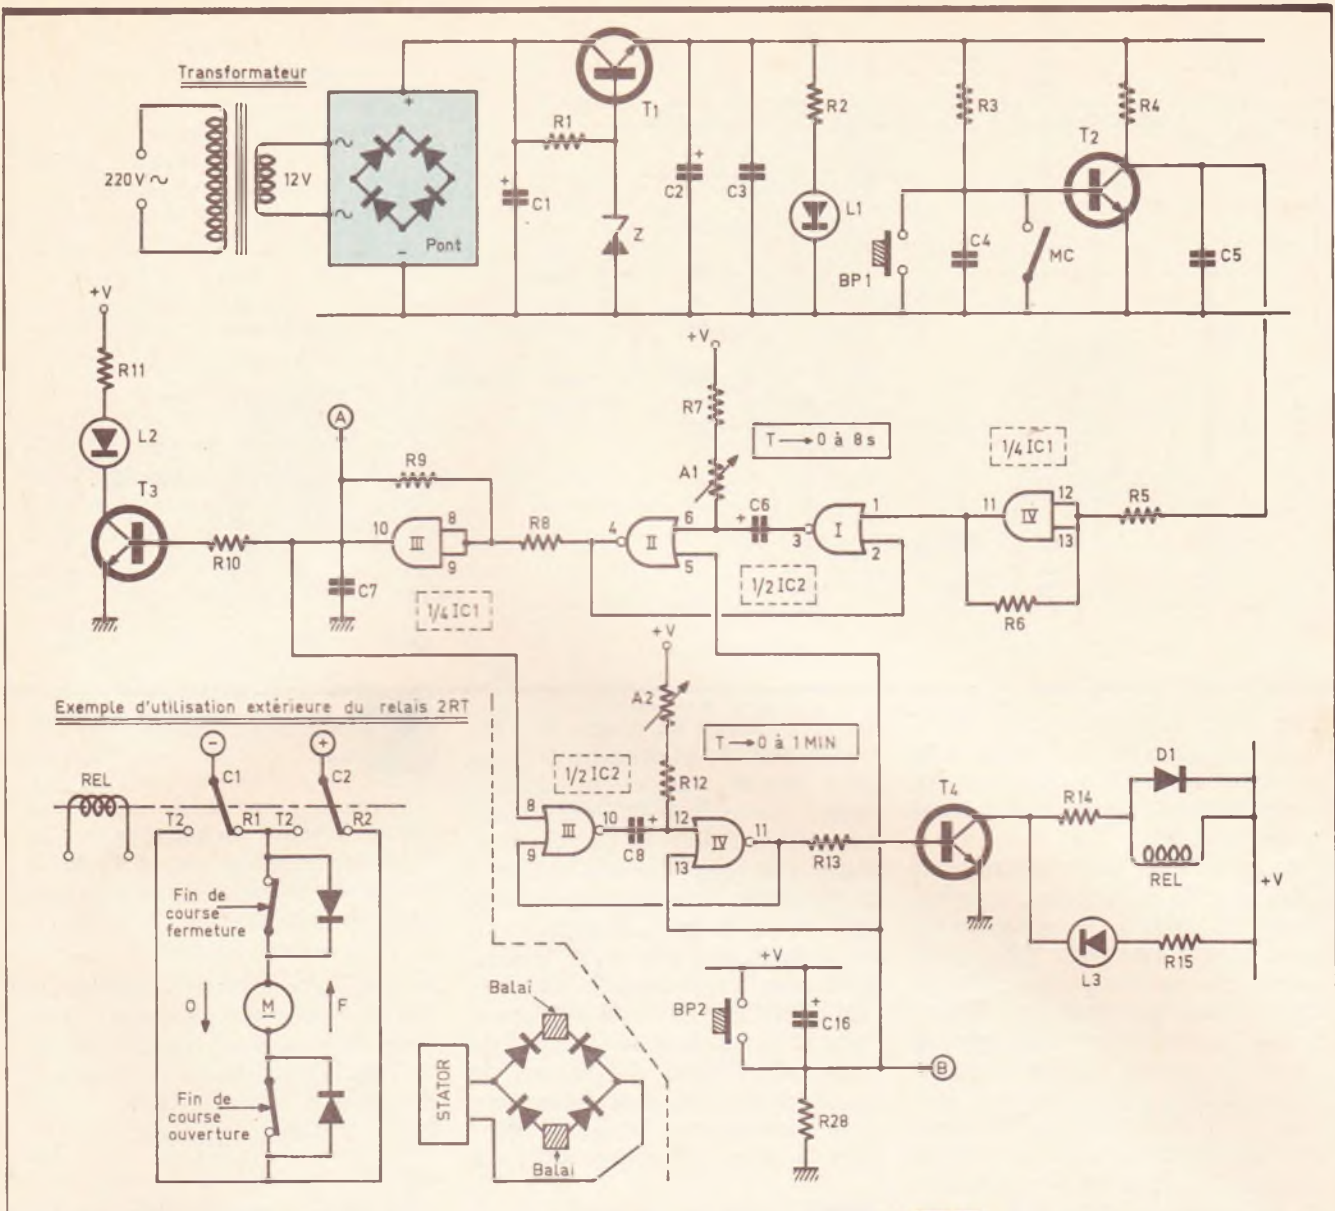 Transformateur
220V ~
12V
+
~
~
-
Pont
+
C1
R1
T1
Z
+
C2
C3
R2
L1
BP1
R3
C4
MC
T2
R4
C5
+V
R11
L2
T3
R10
A
R9
10
III
8
9
C7
1/4 IC1
R8
4
II
6
5
+V
R7
A1
T → 0 à 8s
+
C6
3
I
1
2
1/2 IC2
1/4 IC1
11
IV
12
13
R5
R6
Exemple d'utilisation extérieure du relais 2RT
REL
-
+
C1
C2
T2
R1
T2
R2
Fin de
course
fermeture
O
M
F
Fin de
course
ouverture
STATOR
Balai
Balai
+V
A2
T → 0 à 1 MIN
1/2 IC2
R12
8
9
III
10
C8
+
12
13
IV
11
R13
T4
R14
D1
REL
+V
L3
R15
+V
BP2
+
C16
B
R28